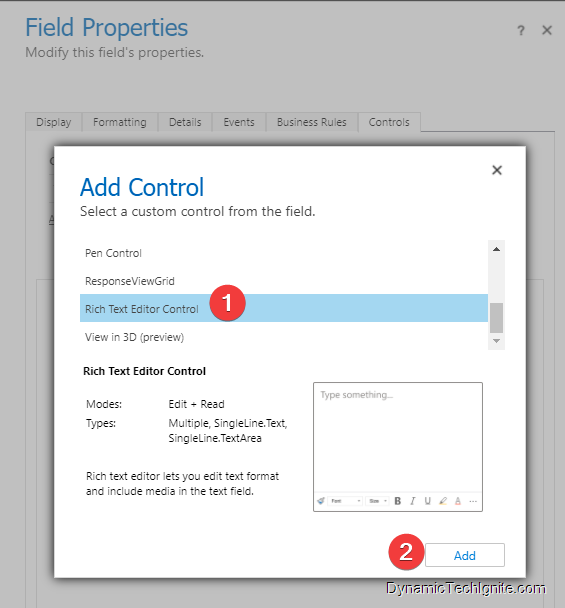 Field Properties
? ×
Modify this field's properties.
Display Formatting Details Events Business Rules Controls
Add Control
×
Select a custom control from the field.
Pen Control
ResponseViewGrid
Rich Text Editor Control
1
View in 3D (preview)
Rich Text Editor Control
Modes: Edit + Read
Types: Multiple, SingleLine.Text,
SingleLine.TextArea
Rich text editor lets you edit text format
and include media in the text field.
Type something...
Font Size B I U A ...
2
Add
DynamicTechIgnite.com